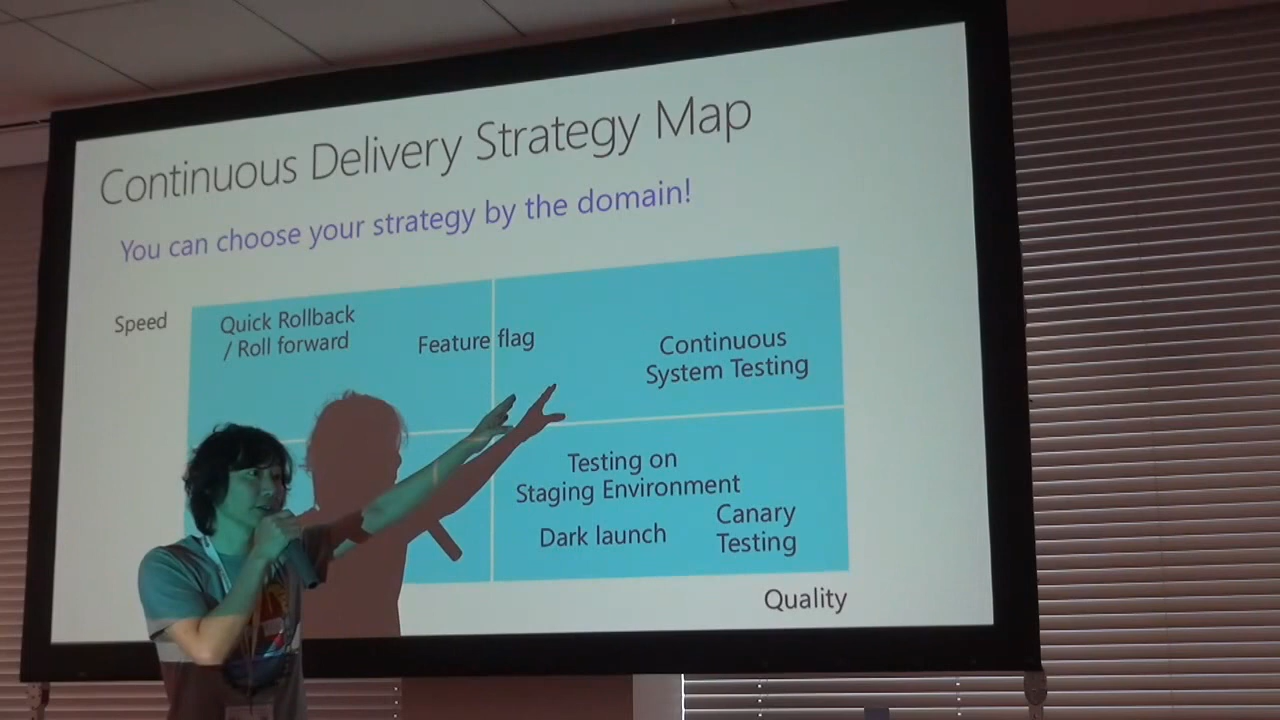 Continuous Delivery Strategy Map
You can choose your strategy by the domain!
Speed
Quick Rollback
/ Roll forward
Feature flag
Continuous
System Testing
Testing on
Staging Environment
Dark launch
Canary
Testing
Quality